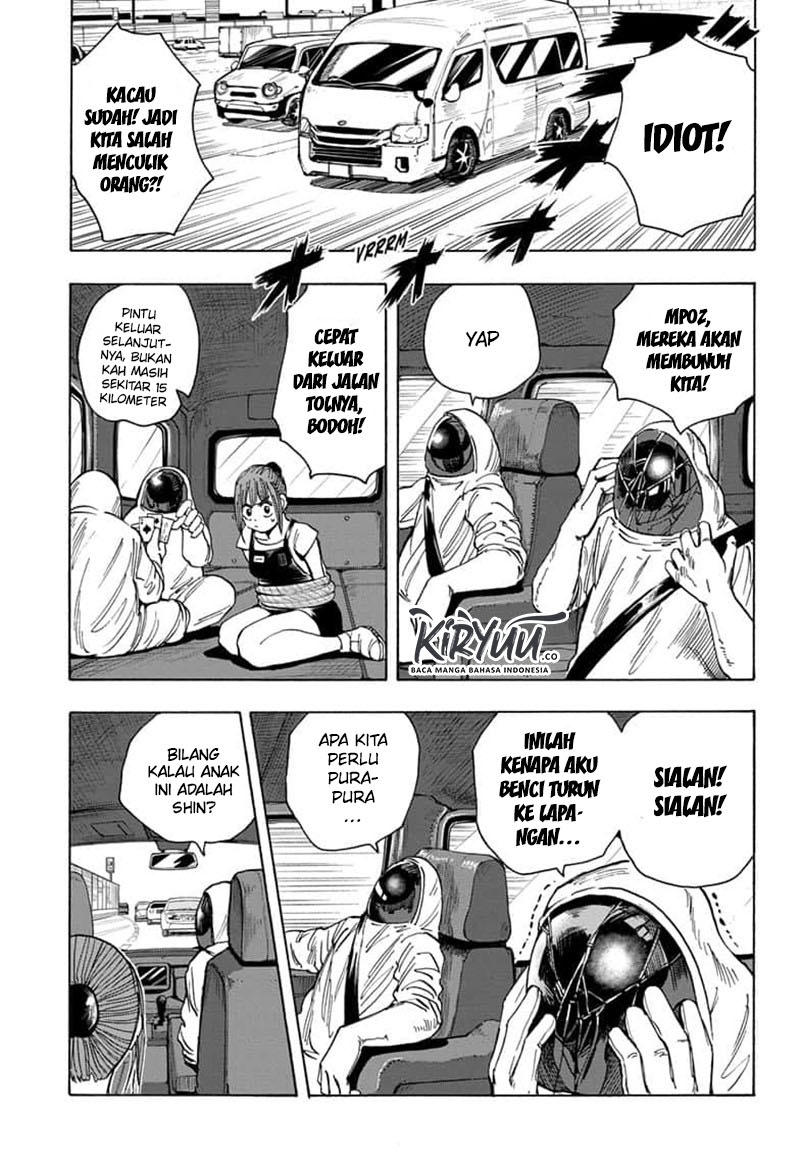 IDIOT!
KACAU
SUDAH! JADI
KITA SALAH
MENCULIK
ORANG?!
VRRRM
MPOZ,
MEREKA AKAN
MEMBUNUH
KITA!
YAP
CEPAT
KELUAR
DARI JALAN
TOLNYA,
BODOH!
PINTU
KELUAR
SELANJUT-
NYA, BUKAN
KAH MASIH
SEKITAR 15
KILOMETER
KIRYUU.CO
BACA MANGA BAHASA INDONESIA
SIALAN!
SIALAN!
INILAH
KENAPA AKU
BENCI TURUN
KE LAPA-
NGAN...
APA KITA
PERLU
PURA-
PURA
...
BILANG
KALAU ANAK
INI ADALAH
SHIN?